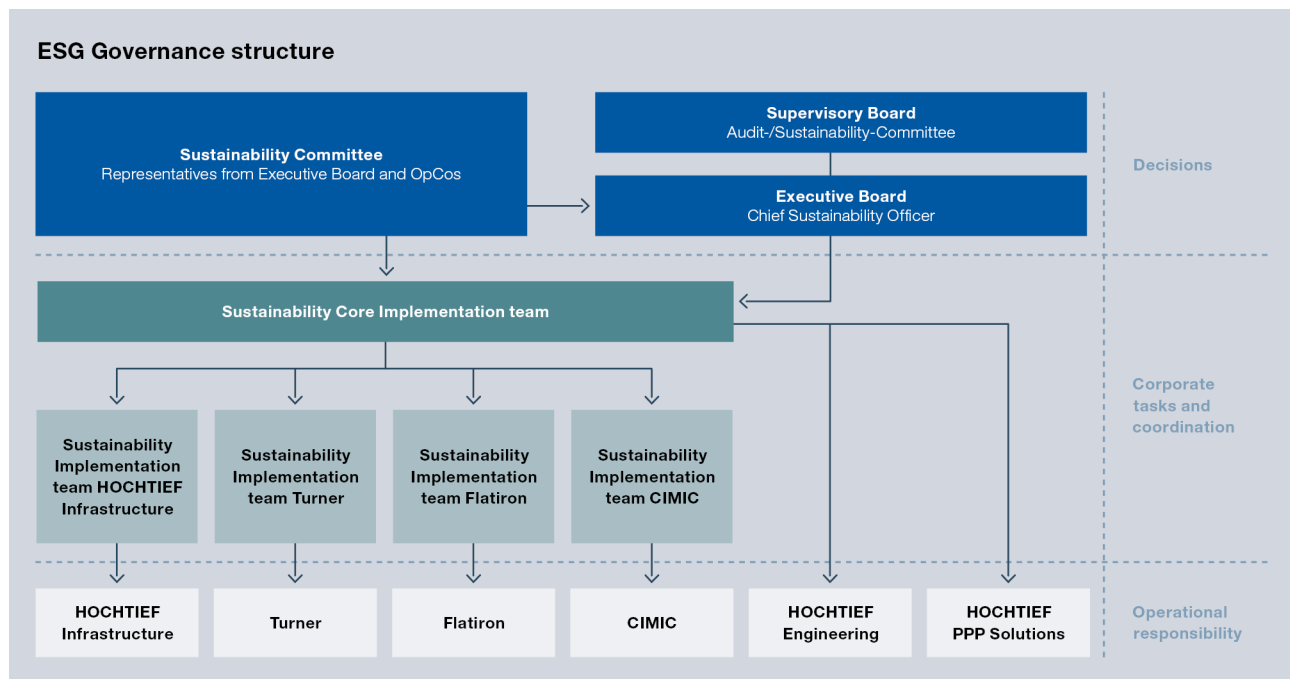 ESG Governance structure
Sustainability Committee
Representatives from Executive Board and OpCos
Supervisory Board
Audit-/Sustainability-Committee
Executive Board
Chief Sustainability Officer
Decisions
Sustainability Core Implementation team
Corporate
tasks and
coordination
Sustainability
Implementation
team HOCHTIEF
Infrastructure
Sustainability
Implementation
team Turner
Sustainability
Implementation
team Flatiron
Sustainability
Implementation
team CIMIC
HOCHTIEF
Infrastructure
Turner
Flatiron
CIMIC
HOCHTIEF
Engineering
HOCHTIEF
PPP Solutions
Operational
responsibility